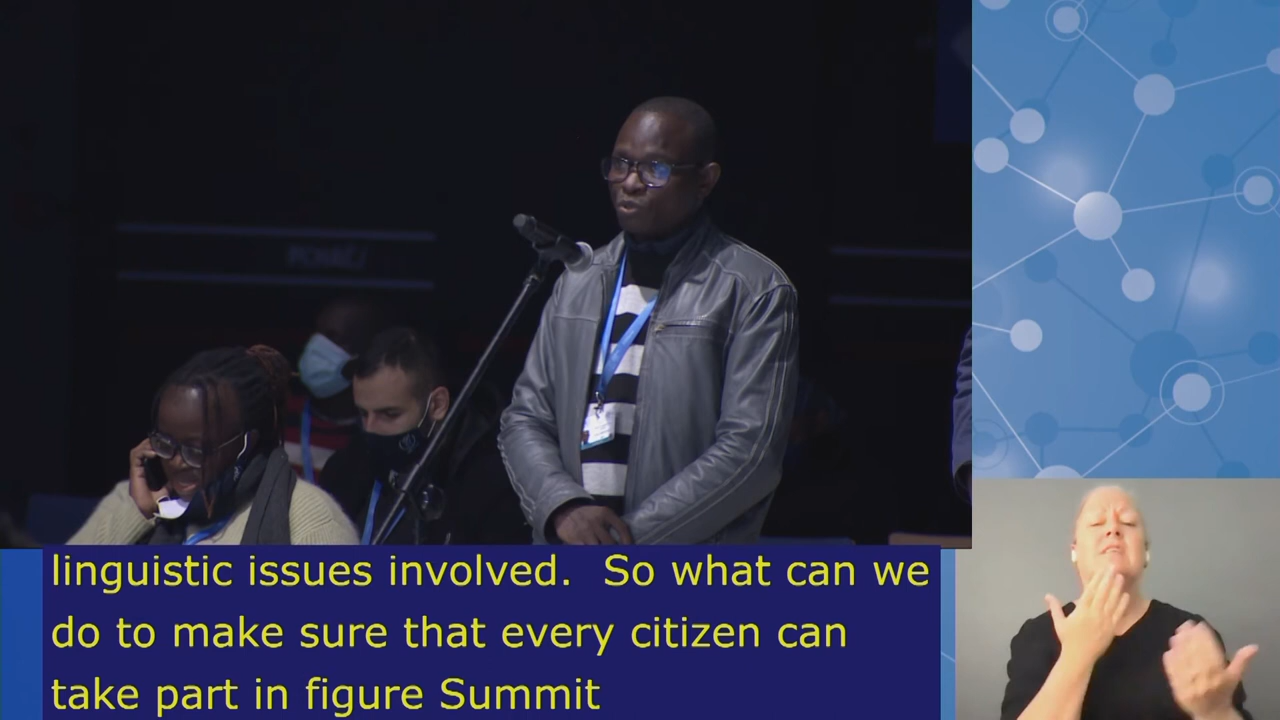 linguistic issues involved.  So what can we
do to make sure that every citizen can
take part in figure Summit